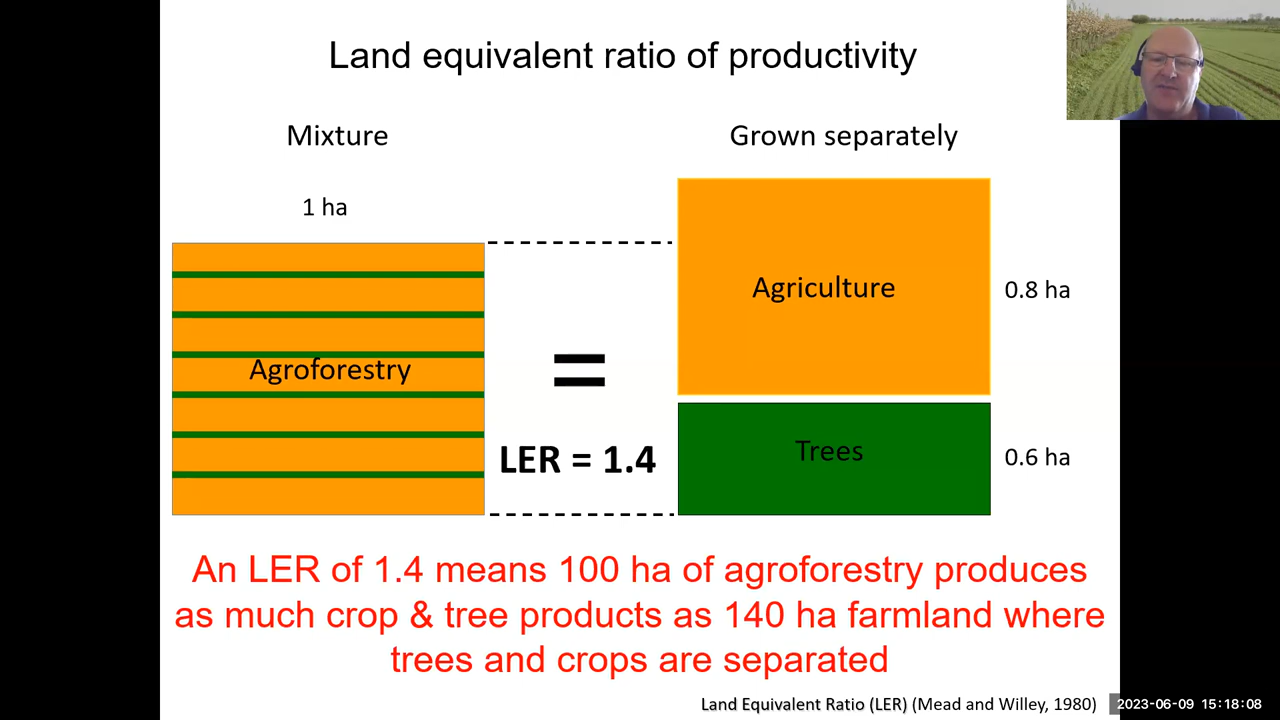 Land equivalent ratio of productivity
Mixture
Grown separately
1 ha
Agriculture
0.8 ha
Agroforestry
=
LER = 1.4
Trees
0.6 ha
An LER of 1.4 means 100 ha of agroforestry produces
as much crop & tree products as 140 ha farmland where
trees and crops are separated
Land Equivalent Ratio (LER) (Mead and Willey, 1980)
2023-06-09 15:18:08